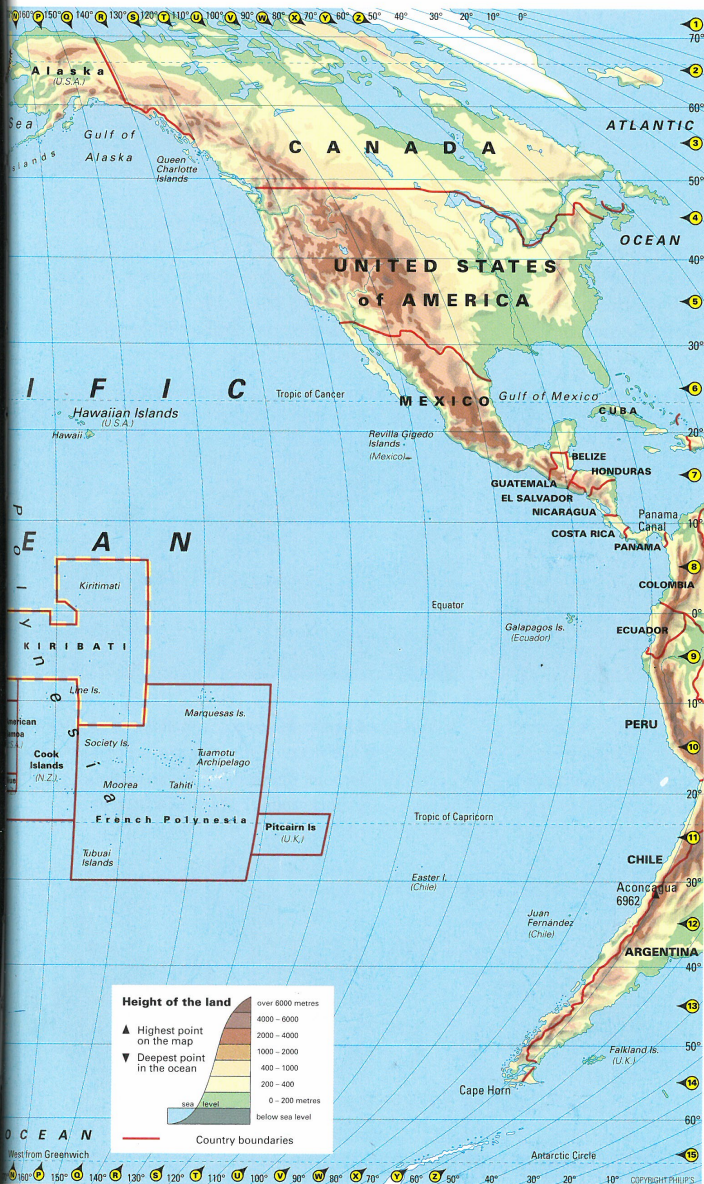 N 160° P 150° Q 140° R 130° S 120° T 110° U 100° V 90° W 80° X 70° Y 60° Z 50° 40° 30° 20° 10° 0°
1
70°
2
Alaska
(U.S.A.)
60°
Sea
ATLANTIC
Gulf of
Alaska
3
CANADA
Queen
Charlotte
Islands
50°
4
OCEAN
40°
UNITED STATES
of AMERICA
5
30°
IFIC
Tropic of Cancer
6
MEXICO
Gulf of Mexico
CUBA
Hawaiian Islands
(U.S.A.)
Hawaii
20°
Revilla Gigedo
Islands
(Mexico)
BELIZE
HONDURAS
7
GUATEMALA
EL SALVADOR
NICARAGUA
Panama
Canal
10°
COSTA RICA
PANAMA
EAN
8
COLOMBIA
Kiritimati
Equator
0°
Galapagos Is.
(Ecuador)
ECUADOR
KIRIBATI
9
Polynesia
Line Is.
10°
Marquesas Is.
PERU
Society Is.
10
Cook
Islands
(N.Z.)
Tuamotu
Archipelago
Moorea
Tahiti
20°
French Polynesia
Pitcairn Is
(U.K.)
Tropic of Capricorn
11
Tubuai
Islands
CHILE
Easter I.
(Chile)
30°
Aconcagua
6962
Juan
Fernández
(Chile)
12
ARGENTINA
40°
Height of the land
over 6000 metres
4000 – 6000
2000 – 4000
1000 – 2000
400 – 1000
200 – 400
0 – 200 metres
below sea level
sea level
Highest point
on the map
Deepest point
in the ocean
Country boundaries
13
50°
Falkland Is.
(U.K.)
14
Cape Horn
60°
OCEAN
West from Greenwich
Antarctic Circle
15
N 160° P 150° Q 140° R 130° S 120° T 110° U 100° V 90° W 80° X 70° Y 60° Z 50° 40° 30° 20°
COPYRIGHT PHILIP'S